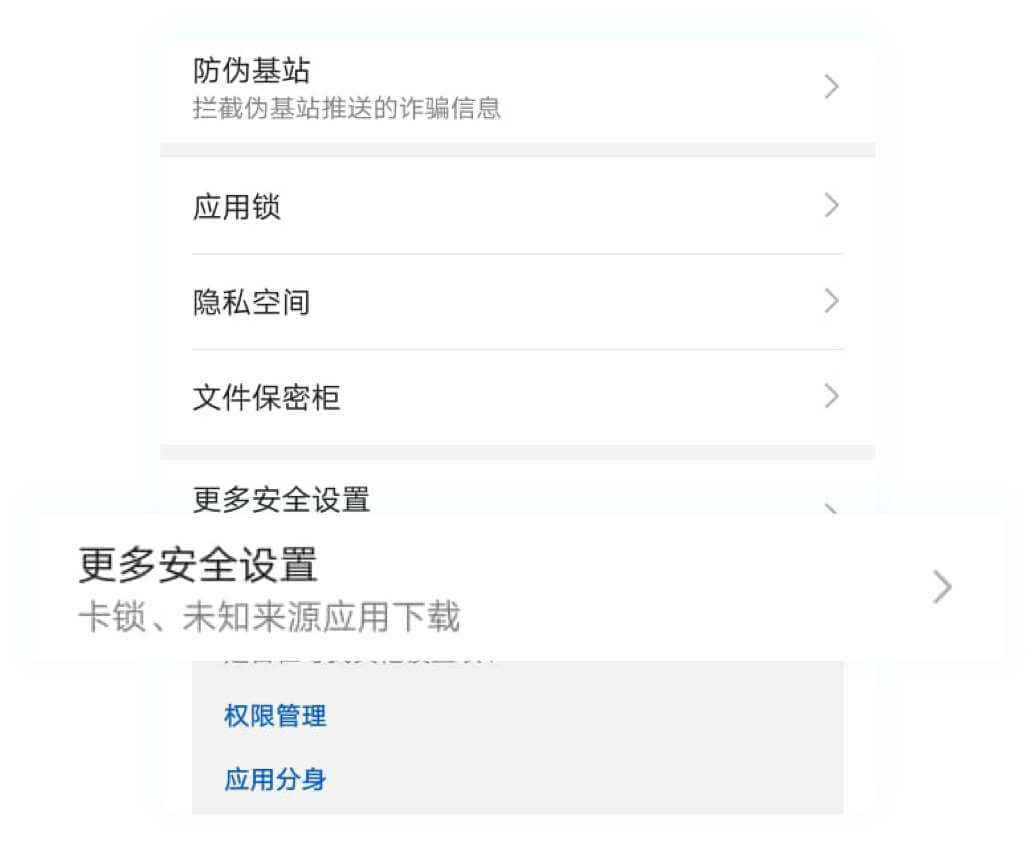 防伪基站
拦截伪基站推送的诈骗信息
应用锁
隐私空间
文件保密柜
更多安全设置
更多安全设置
卡锁、未知来源应用下载
权限管理
应用分身